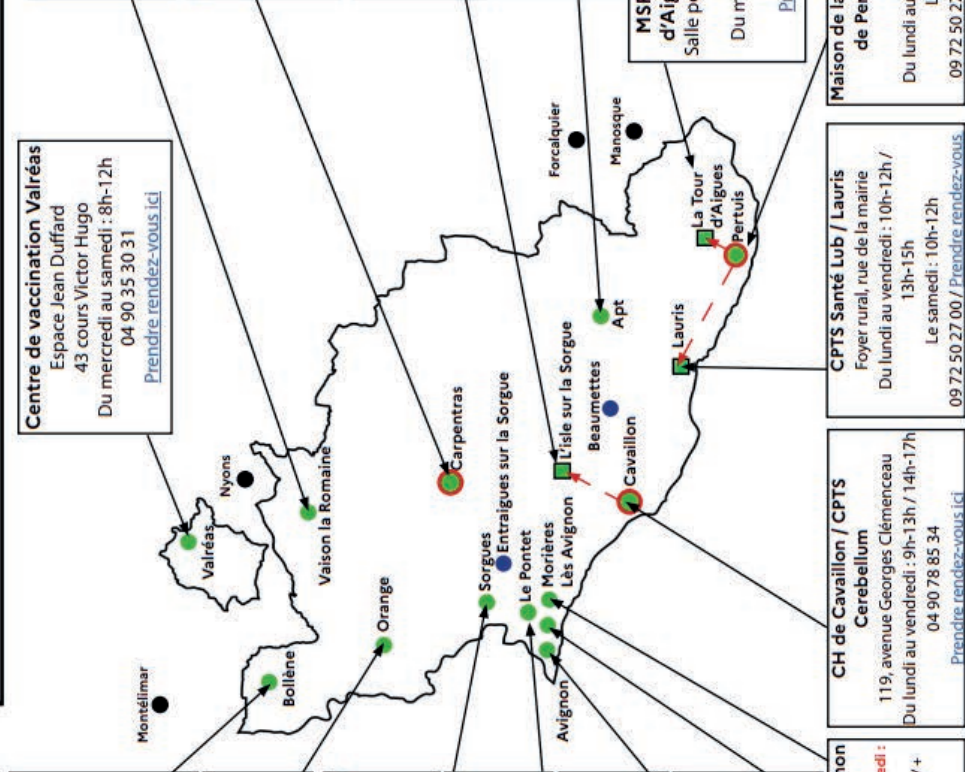 Centre de vaccination Valréas
Espace Jean Duffard
43 cours Victor Hugo
Du mercredi au samedi : 8h-12h
04 90 35 30 31
Prendre rendez-vous ici
Montélimar
Nyons
Valréas
Bollène
Vaison la Romaine
Orange
Carpentras
Sorgues
Entraigues sur la Sorgue
Le Pontet
Morières
Lès Avignon
Avignon
L'isle sur la Sorgue
Beaumettes
Cavaillon
Apt
Lauris
La Tour
d'Aigues
Pertuis
Forcalquier
Manosque
MSP
d'Aig
Salle po
Du m
Pr
CH de Cavaillon / CPTS
Cerebellum
119, avenue Georges Clémenceau
Du lundi au vendredi : 9h-13h / 14h-17h
04 90 78 85 34
Prendre rendez-vous ici
CPTS Santé Lub / Lauris
Foyer rural, rue de la mairie
Du lundi au vendredi : 10h-12h /
13h-15h
Le samedi : 10h-12h
09 72 50 27 00 / Prendre rendez-vous
Maison de la
de Per
Du lundi au
L
09 72 50 22
non
edi :
/ +